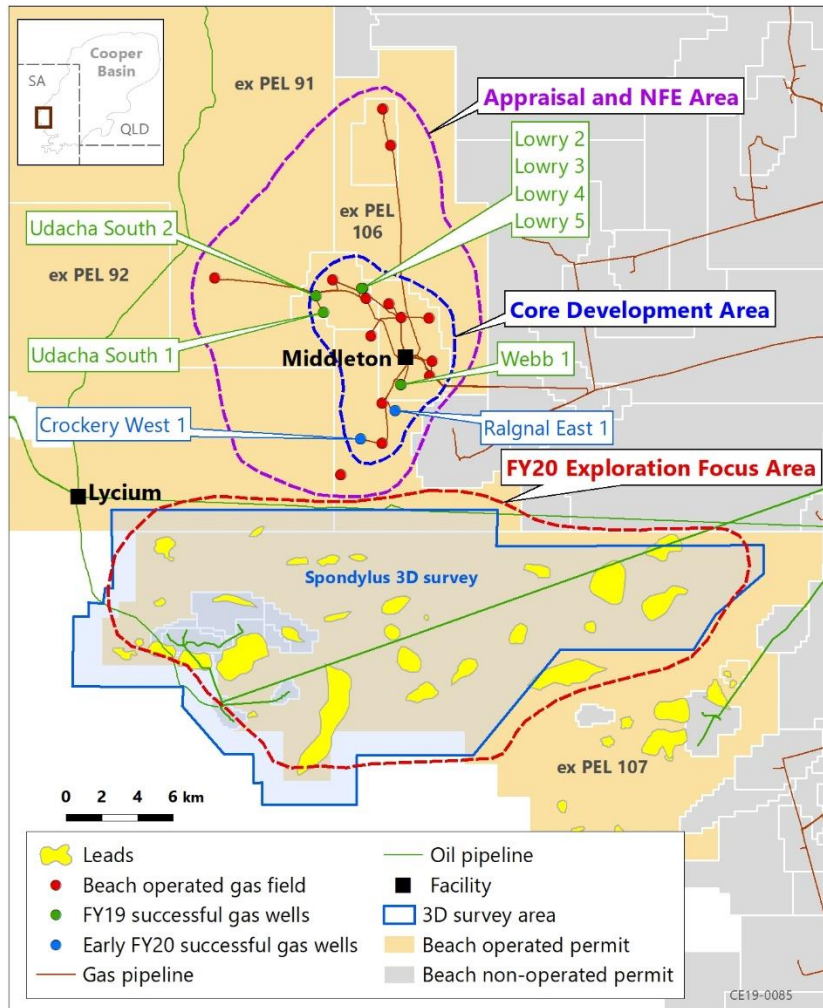 Cooper
Basin
SA
QLD
ex PEL 91
Appraisal and NFE Area
Lowry 2
Lowry 3
Lowry 4
Lowry 5
ex PEL
106
Udacha South 2
ex PEL 92
Core Development Area
Udacha South 1
Middleton
Webb 1
Crockery West 1
Ralgnal East 1
FY20 Exploration Focus Area
Lycium
Spondylus 3D survey
ex PEL 107
0 2 4 6 km
Leads
Beach operated gas field
FY19 successful gas wells
Early FY20 successful gas wells
Gas pipeline
Oil pipeline
Facility
3D survey area
Beach operated permit
Beach non-operated permit
CE19-0085